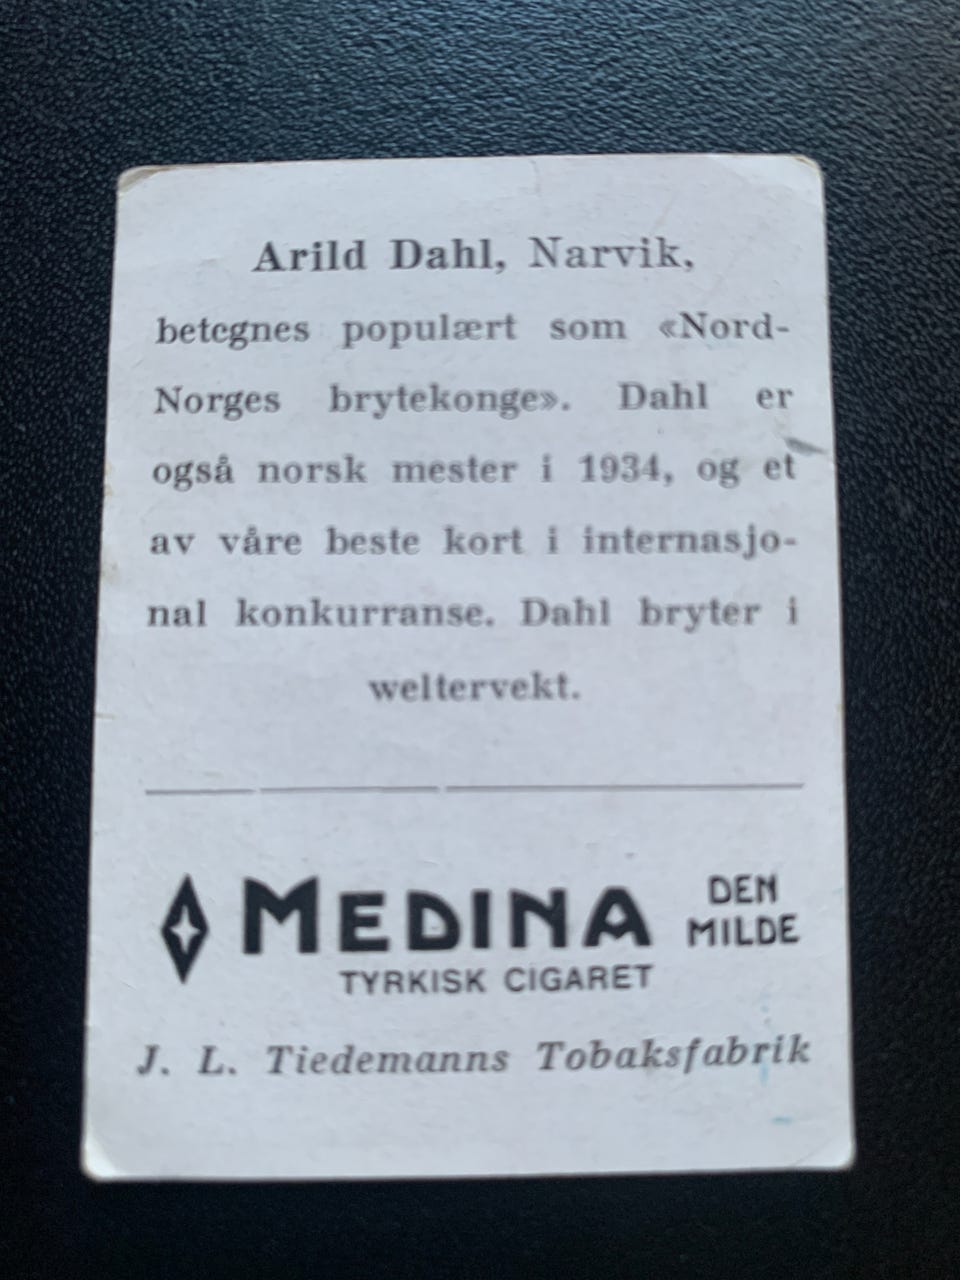 Arild Dahl, Narvik,
betegnes populært som «Nord-
Norges brytekonge». Dahl er
også norsk mester i 1934, og et
av våre beste kort i internasjo-
nal konkurranse. Dahl bryter i
weltervekt.
MEDINA DEN MILDE
TYRKISK CIGARET
J. L. Tiedemanns Tobaksfabrik